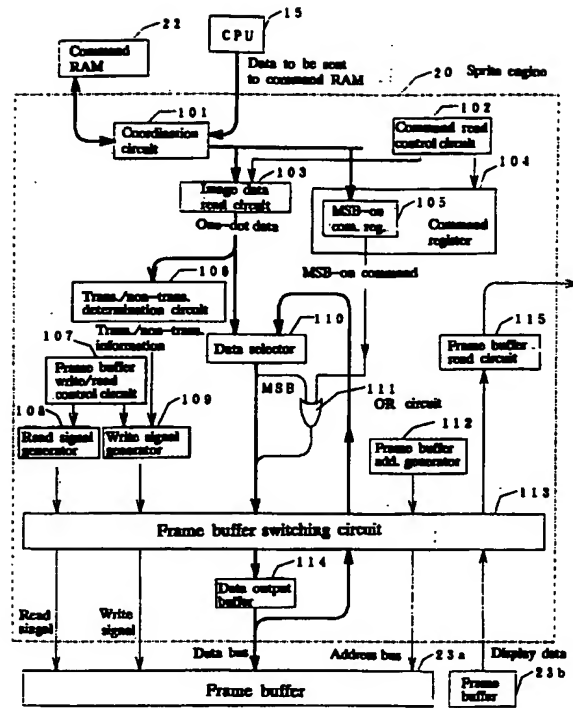 22
15
Command
RAM
CPU
Data to be sent
to command RAM
20
Sprite engine
101
Coordination
circuit
102
Command read
control circuit
103
104
Image data
read circuit
105
MSB-on
com. reg.
Command
register
One-dot data
106
MSB-on command
Trans./non-trans.
determination circuit
107
Trans./non-trans.
information
110
115
Data selector
Frame buffer
read circuit
Frame buffer
write/read
control circuit
MSB
111
OR circuit
108
109
112
Read signal
generator
Write signal
generator
Frame buffer
add. generator
113
Frame buffer switching circuit
114
Data output
buffer
Read
signal
Write
signal
Data bus
Address bus
23a
Display data
23b
Frame buffer
Frame
buffer